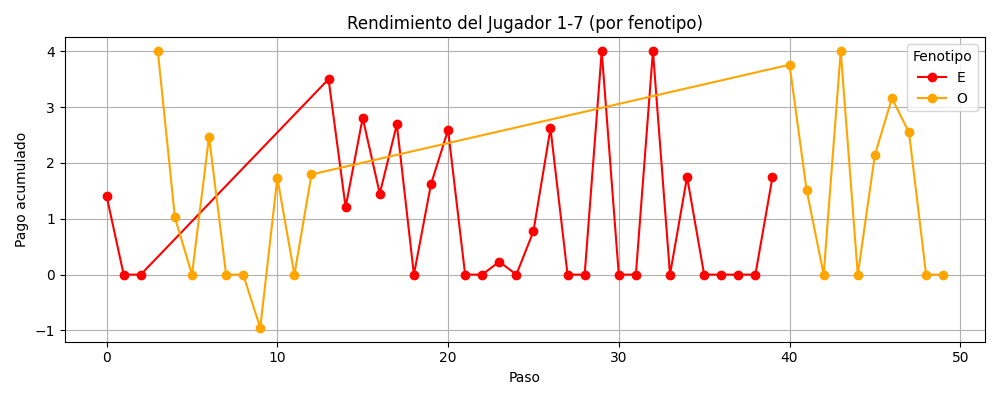 Rendimiento del Jugador 1-7 (por fenotipo)
Pago acumulado
4
3
2
1
0
−1
0
10
20
30
40
50
Paso
Fenotipo
E
O